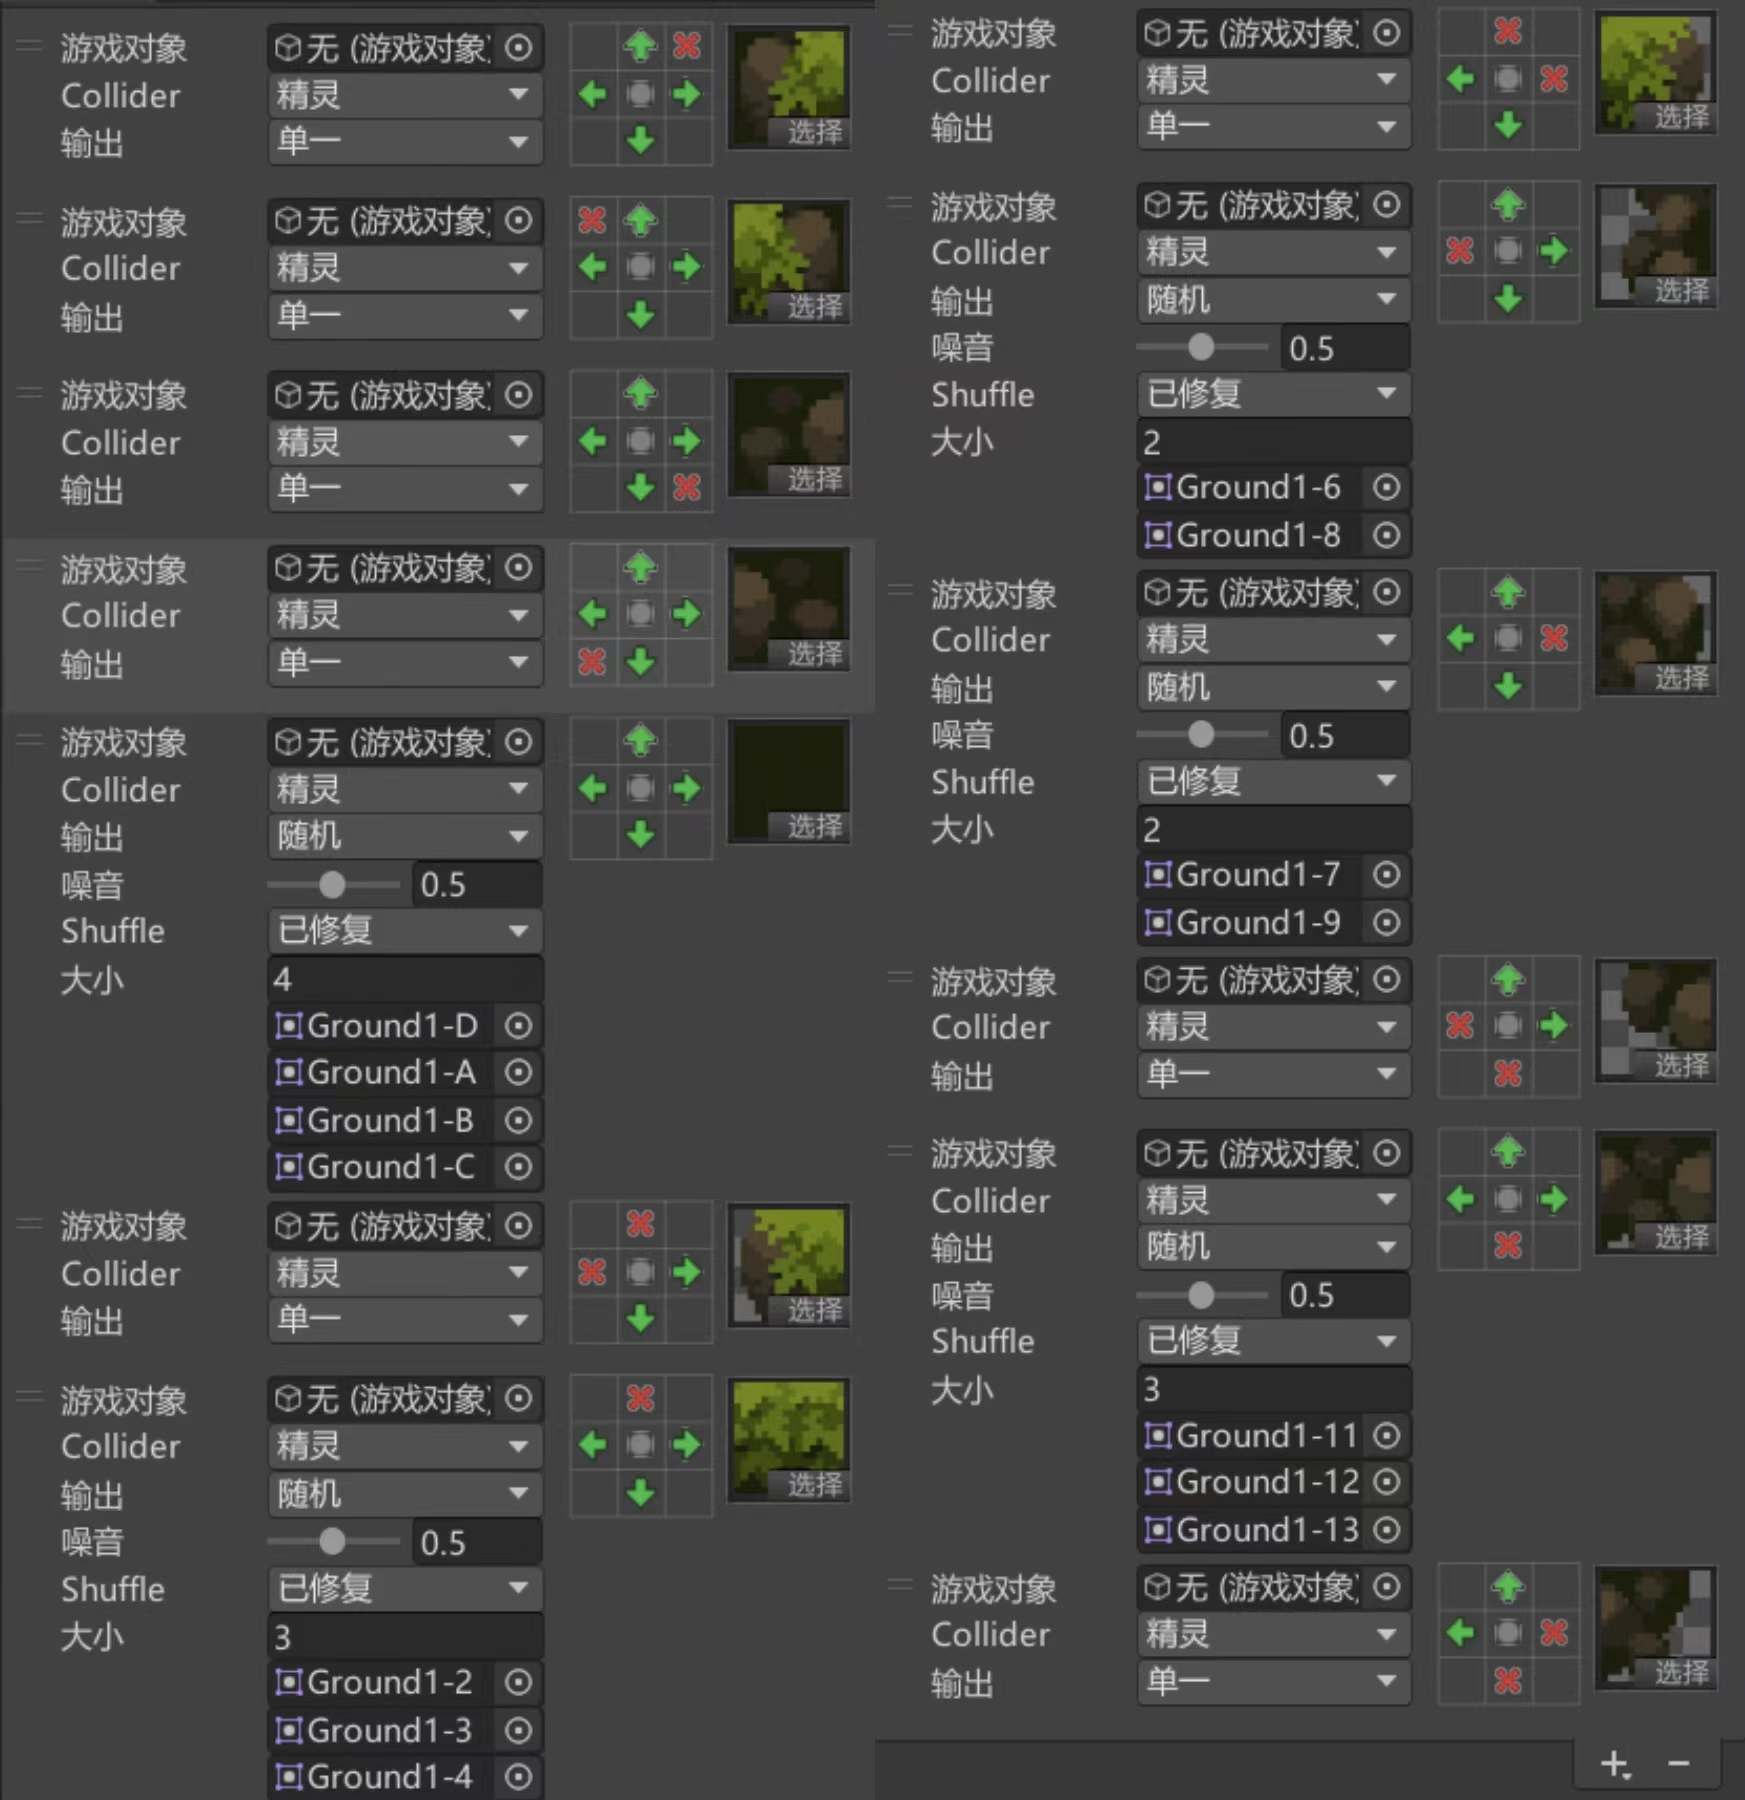 游戏对象 无 (游戏对象)
选择
Collider 精灵
输出 单一
游戏对象 无 (游戏对象)
选择
Collider 精灵
输出 单一
游戏对象 无 (游戏对象)
选择
Collider 精灵
输出 单一
游戏对象 无 (游戏对象)
选择
Collider 精灵
输出 单一
游戏对象 无 (游戏对象)
选择
Collider 精灵
输出 随机
噪音 0.5
Shuffle 已修复
大小 4
Ground1-D
Ground1-A
Ground1-B
Ground1-C
游戏对象 无 (游戏对象)
选择
Collider 精灵
输出 单一
游戏对象 无 (游戏对象)
选择
Collider 精灵
输出 随机
噪音 0.5
Shuffle 已修复
大小 3
Ground1-2
Ground1-3
Ground1-4
游戏对象 无 (游戏对象)
选择
Collider 精灵
输出 单一
游戏对象 无 (游戏对象)
选择
Collider 精灵
输出 随机
噪音 0.5
Shuffle 已修复
大小 2
Ground1-6
Ground1-8
游戏对象 无 (游戏对象)
选择
Collider 精灵
输出 随机
噪音 0.5
Shuffle 已修复
大小 2
Ground1-7
Ground1-9
游戏对象 无 (游戏对象)
选择
Collider 精灵
输出 单一
游戏对象 无 (游戏对象)
选择
Collider 精灵
输出 随机
噪音 0.5
Shuffle 已修复
大小 3
Ground1-11
Ground1-12
Ground1-13
游戏对象 无 (游戏对象)
选择
Collider 精灵
输出 单一